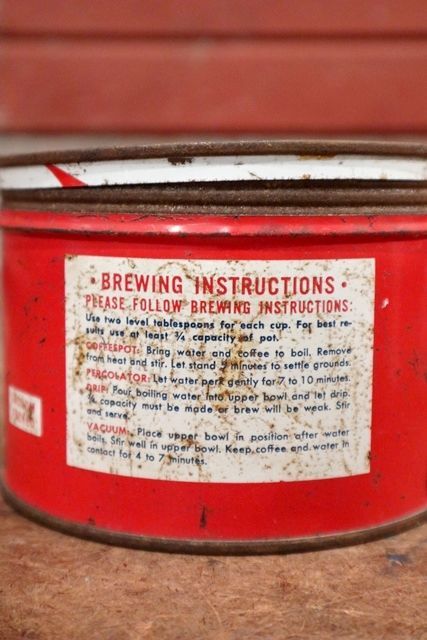 • BREWING INSTRUCTIONS •
PLEASE FOLLOW BREWING INSTRUCTIONS.
Use two level tablespoons for each cup. For best re-
sults use at least ¾ capacity of pot.
COFFEEPOT: Bring water and coffee to boil. Remove
from heat and stir. Let stand 5 minutes to settle grounds.
PERCOLATOR: Let water perk gently for 7 to 10 minutes.
DRIP: Pour boiling water into upper bowl and let drip.
¾ capacity must be made or brew will be weak. Stir
and serve.
VACUUM: Place upper bowl in position after water
boils. Stir well in upper bowl. Keep coffee and water in
contact for 4 to 7 minutes.